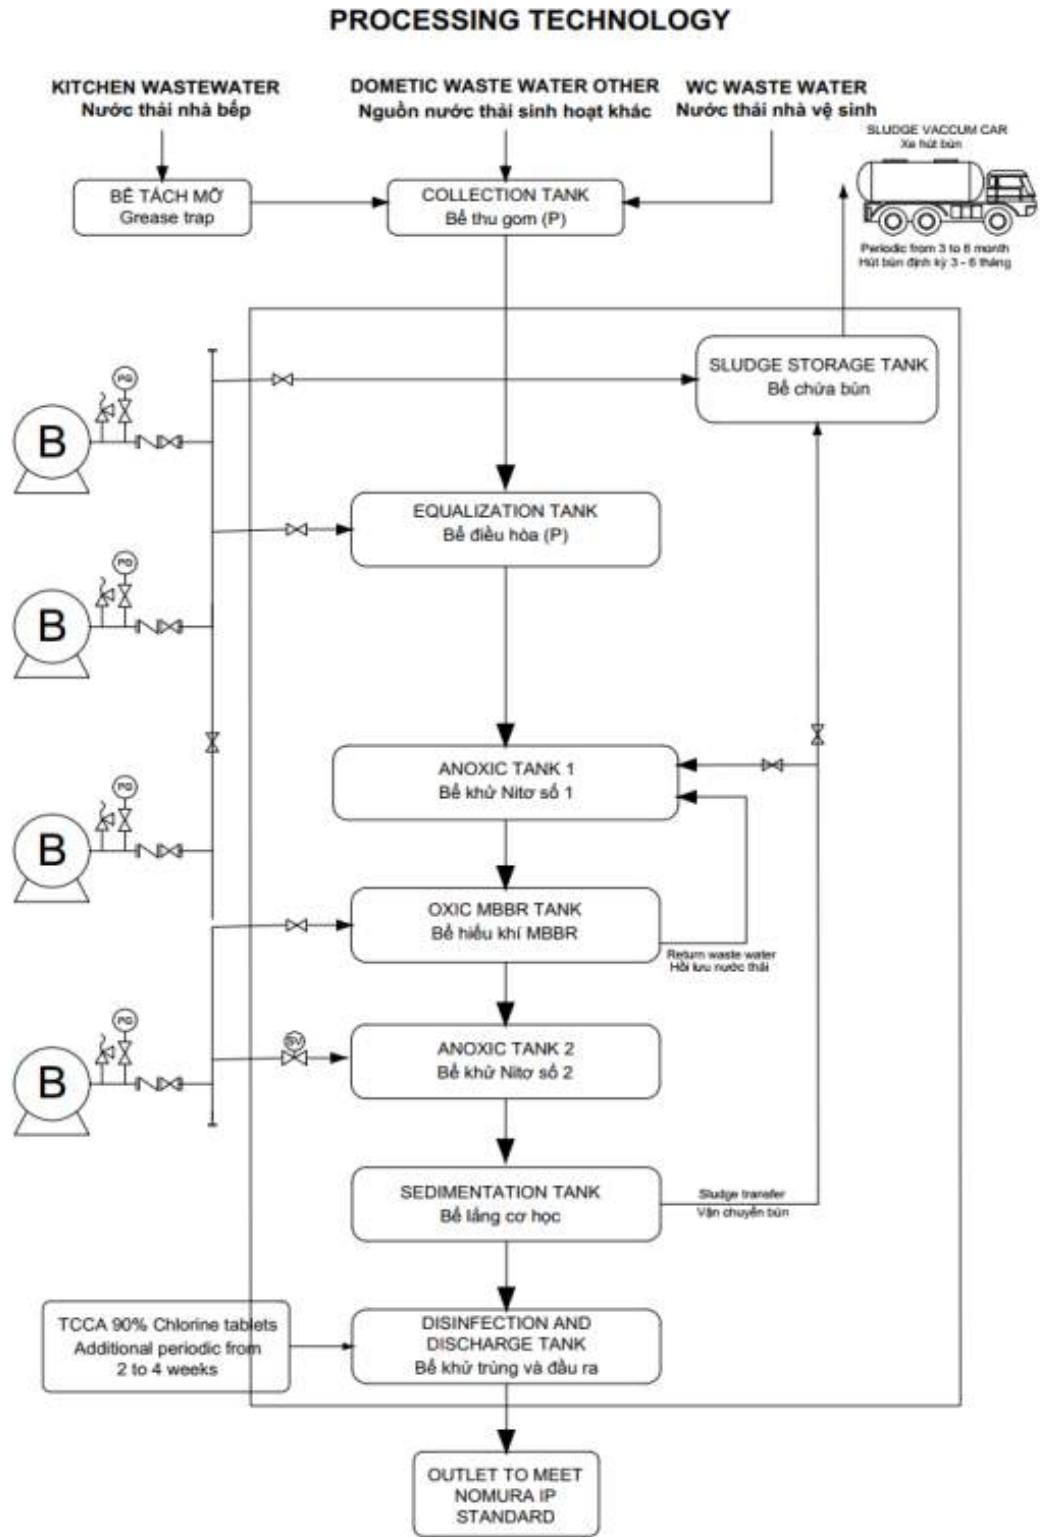 PROCESSING TECHNOLOGY
KITCHEN WASTEWATER
Nước thải nhà bếp
DOMETIC WASTE WATER OTHER
Nguồn nước thải sinh hoạt khác
WC WASTE WATER
Nước thải nhà vệ sinh
SLUDGE VACCUM CAR
Xe hút bùn
BỂ TÁCH MỠ
Grease trap
COLLECTION TANK
Bể thu gom (P)
Periodic from 3 to 6 month
Hút bùn định kỳ 3 - 6 tháng
SLUDGE STORAGE TANK
Bể chứa bùn
PG
B
EQUALIZATION TANK
Bể điều hòa (P)
PG
B
ANOXIC TANK 1
Bể khử Nitơ số 1
PG
B
OXIC MBBR TANK
Bể hiếu khí MBBR
Return waste water
Hồi lưu nước thải
PG
B
SV
ANOXIC TANK 2
Bể khử Nitơ số 2
SEDIMENTATION TANK
Bể lắng cơ học
Sludge transfer
Vận chuyển bùn
TCCA 90% Chlorine tablets
Additional periodic from
2 to 4 weeks
DISINFECTION AND
DISCHARGE TANK
Bể khử trùng và đầu ra
OUTLET TO MEET
NOMURA IP
STANDARD